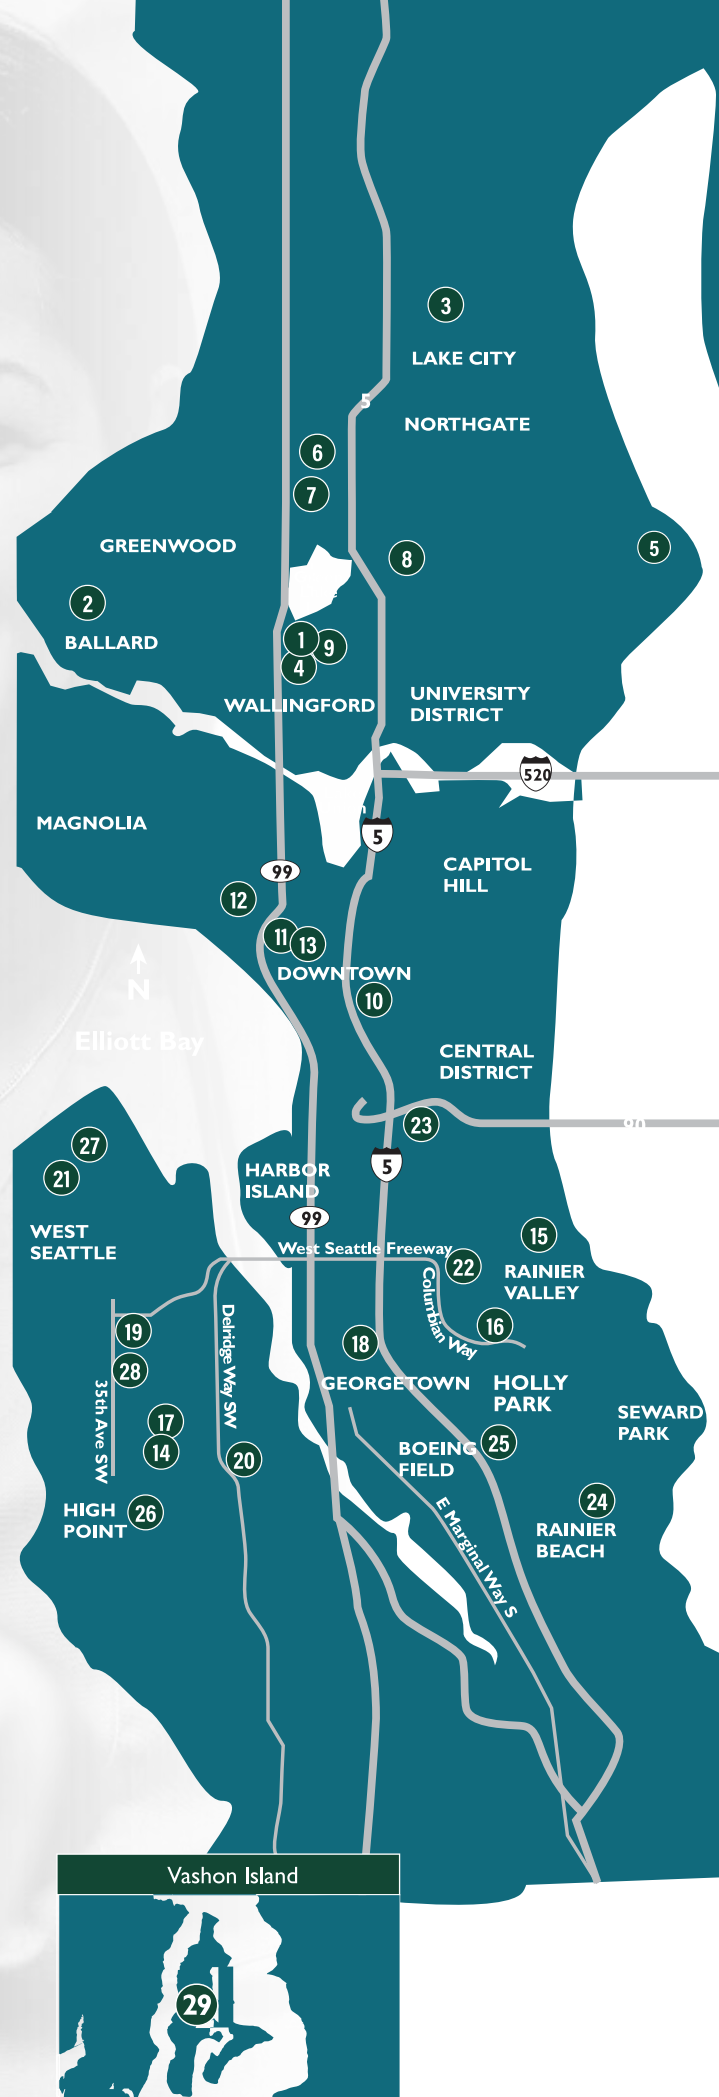 3
LAKE CITY
5
NORTHGATE
6
7
GREENWOOD
8
5
2
BALLARD
1
9
4
WALLINGFORD
UNIVERSITY
DISTRICT
520
MAGNOLIA
5
CAPITOL
HILL
99
12
11
13
DOWNTOWN
10
N
Elliott Bay
CENTRAL
DISTRICT
23
90
27
21
HARBOR
ISLAND
5
99
WEST
SEATTLE
15
RAINIER
VALLEY
West Seattle Freeway
22
Columbian Way
16
19
Delridge Way SW
18
28
35th Ave SW
GEORGETOWN
HOLLY
PARK
SEWARD
PARK
17
14
20
BOEING
FIELD
25
24
RAINIER
BEACH
HIGH
POINT
26
E Marginal Way S
Vashon Island
29